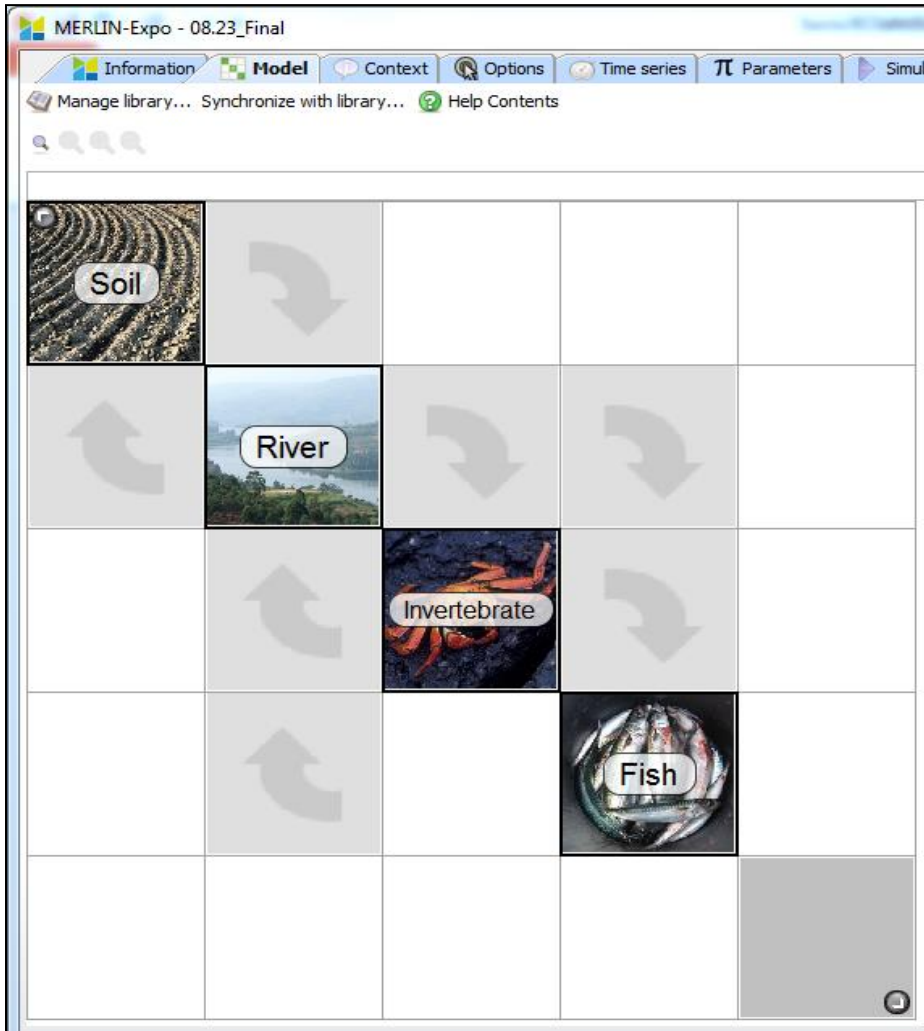 MERLIN-Expo - 08.23_Final
Information Model Context Options Time series π Parameters
Manage library... Synchronize with library... Help Contents
Soil
River
Invertebrate
Fish